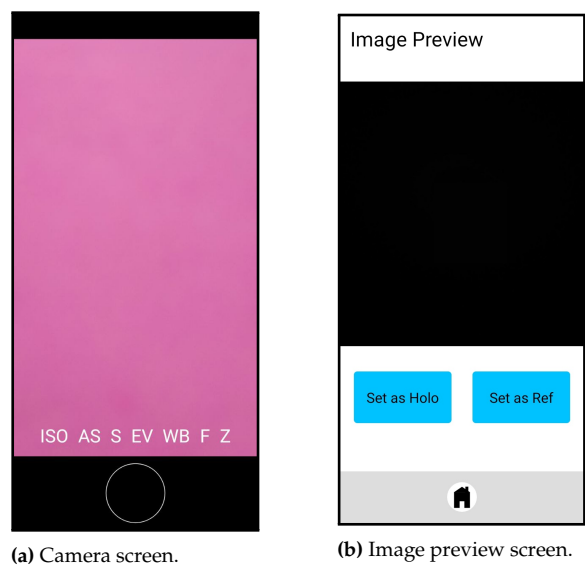 ISO AS S EV WB F Z
(a) Camera screen.
Image Preview
Set as Holo
Set as Ref
(b) Image preview screen.